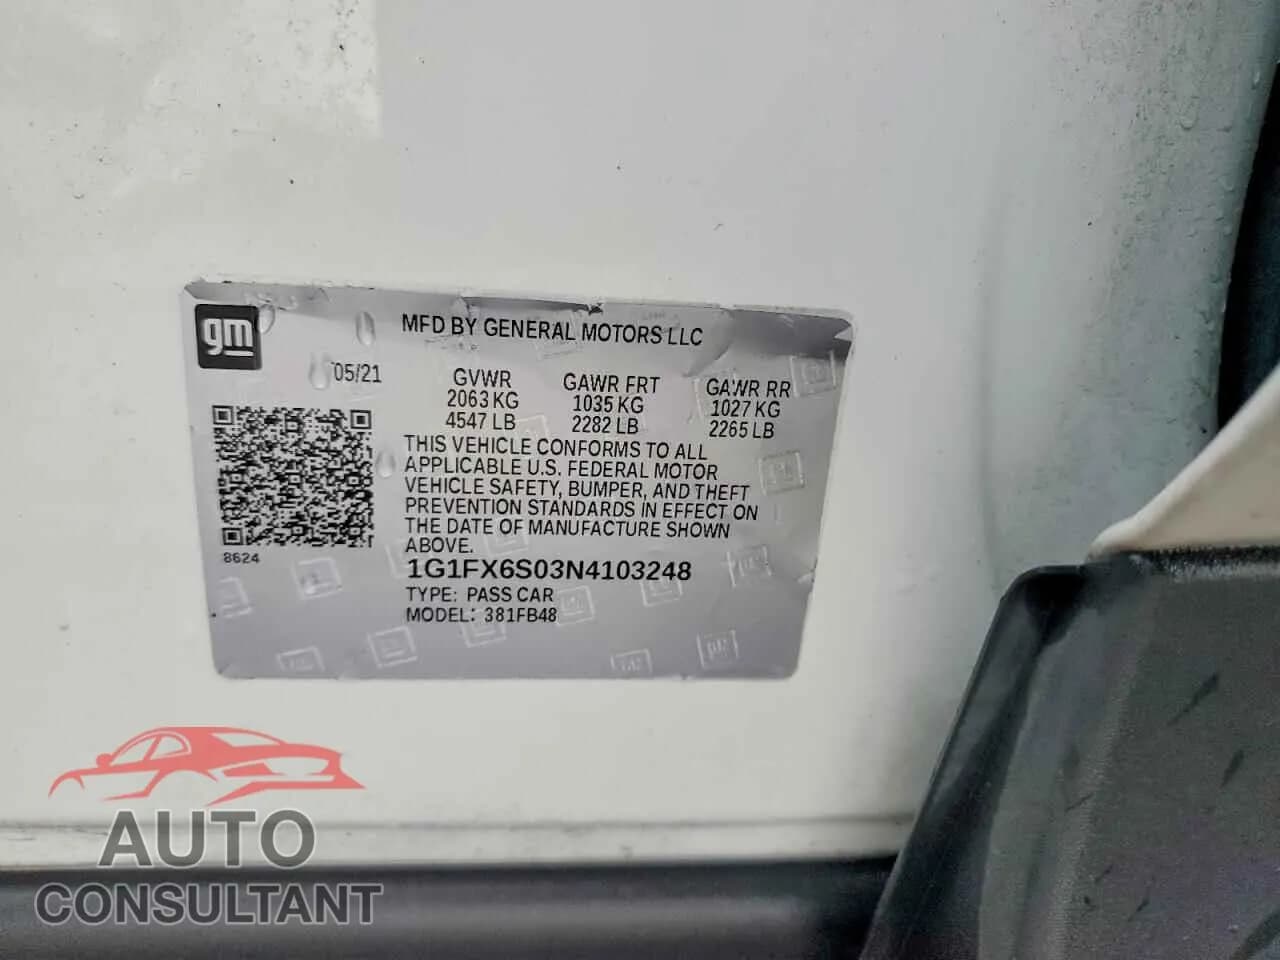 gm
MFD BY GENERAL MOTORS LLC
05/21
GVWR GAWR FRT GAWR RR
2063 KG 1035 KG 1027 KG
4547 LB 2282 LB 2265 LB
THIS VEHICLE CONFORMS TO ALL
APPLICABLE U.S. FEDERAL MOTOR
VEHICLE SAFETY, BUMPER, AND THEFT
PREVENTION STANDARDS IN EFFECT ON
THE DATE OF MANUFACTURE SHOWN
ABOVE.
8624
1G1FX6S03N4103248
TYPE: PASS CAR
MODEL: 381FB48
AUTO
CONSULTANT